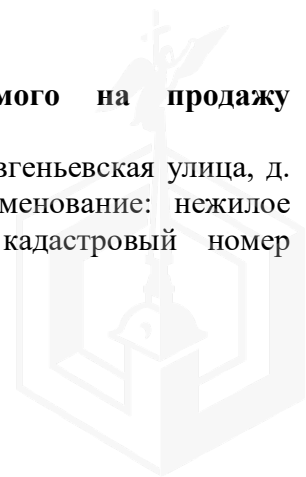 мого на продажу
вгеньевская улица, д.
менование: нежилое
кадастровый номер